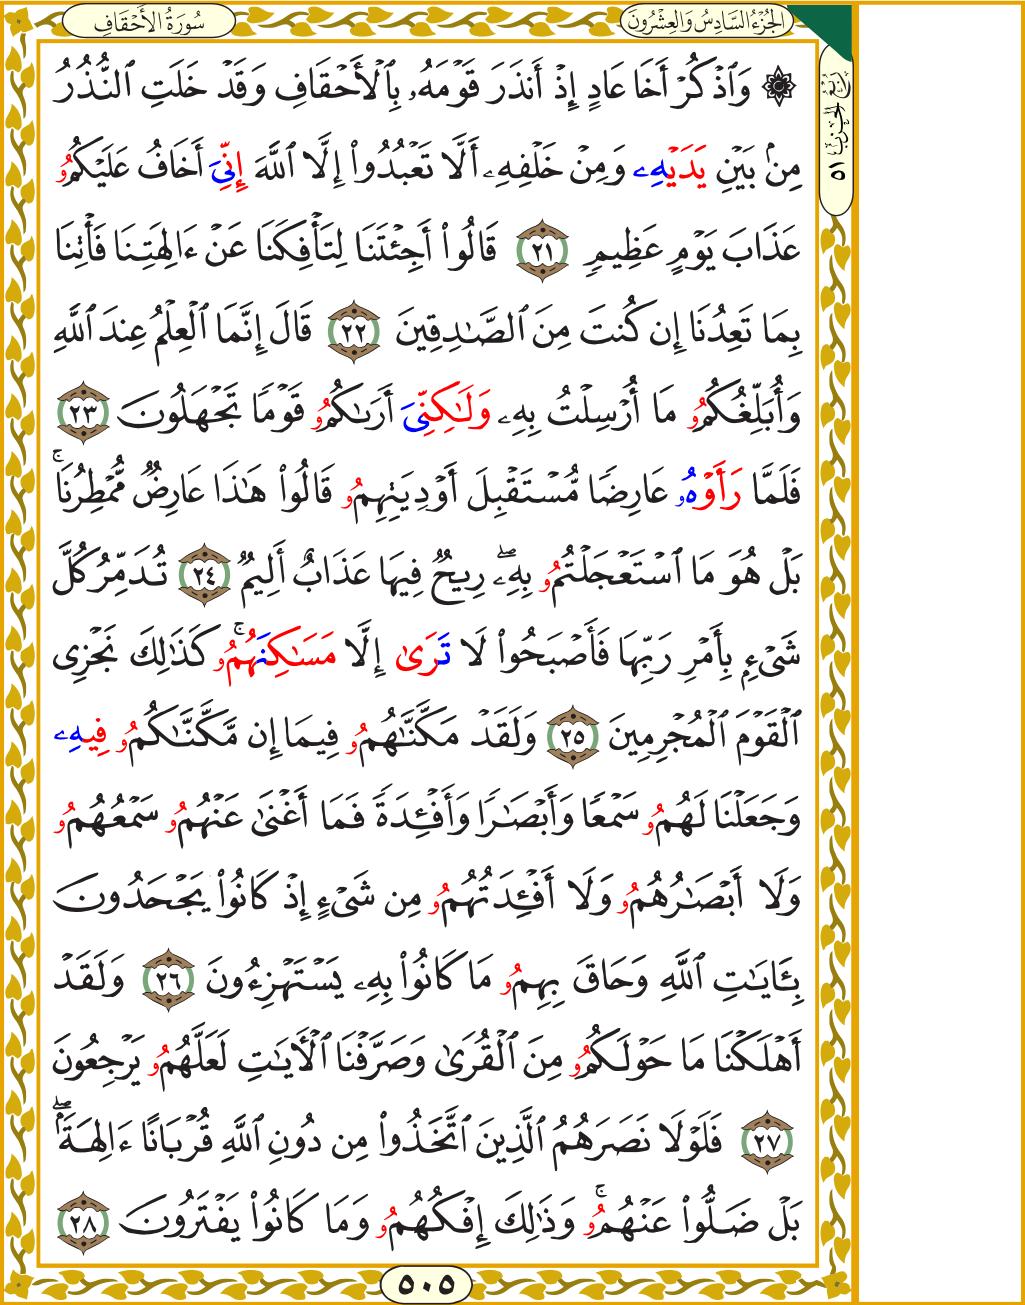 سُورَةُ الأَحْقَافِ
الجُزْءُ السَّادِسُ وَالعِشْرُونَ
۞ وَٱذْكُرْ أَخَا عَادٍ إِذْ أَنذَرَ قَوْمَهُۥ بِٱلْأَحْقَافِ وَقَدْ خَلَتِ ٱلنُّذُرُ
مِنۢ بَيْنِ يَدَيْهِۦ وَمِنْ خَلْفِهِۦ أَلَّا تَعْبُدُوا۟ إِلَّا ٱللَّهَ إِنِّىَ أَخَافُ عَلَيْكُمُۥ
عَذَابَ يَوْمٍ عَظِيمٍ ٢١ قَالُوٓا۟ أَجِئْتَنَا لِتَأْفِكَنَا عَنْ ءَالِهَتِنَا فَأْتِنَا
بِمَا تَعِدُنَا إِن كُنتَ مِنَ ٱلصَّـٰدِقِينَ ٢٢ قَالَ إِنَّمَا ٱلْعِلْمُ عِندَ ٱللَّهِ
وَأُبَلِّغُكُمُۥ مَا أُرْسِلْتُ بِهِۦ وَلَـٰكِنِّىَ أَرَىٰكُمُۥ قَوْمًا تَجْهَلُونَ ٢٣
فَلَمَّا رَأَوْهُۥ عَارِضًا مُّسْتَقْبِلَ أَوْدِيَتِهِمُۥ قَالُوا۟ هَـٰذَا عَارِضٌ مُّمْطِرُنَا ۚ
بَلْ هُوَ مَا ٱسْتَعْجَلْتُمُۥ بِهِۦ ۖ رِيحٌ فِيهَا عَذَابٌ أَلِيمٌ ٢٤ تُدَمِّرُ كُلَّ
شَىْءٍۭ بِأَمْرِ رَبِّهَا فَأَصْبَحُوا۟ لَا تَرَىٰ إِلَّا مَسَـٰكِنَهُمُۥ ۚ كَذَٰلِكَ نَجْزِى
ٱلْقَوْمَ ٱلْمُجْرِمِينَ ٢٥ وَلَقَدْ مَكَّنَّـٰهُمُۥ فِيمَا إِن مَّكَّنَّـٰكُمُۥ فِيهِۦ
وَجَعَلْنَا لَهُمُۥ سَمْعًا وَأَبْصَـٰرًا وَأَفْـِٔدَةً فَمَا أَغْنَىٰ عَنْهُمُۥ سَمْعُهُمُۥ
وَلَا أَبْصَـٰرُهُمُۥ وَلَا أَفْـِٔدَتُهُمُۥ مِن شَىْءٍ إِذْ كَانُوا۟ يَجْحَدُونَ
بِـَٔايَـٰتِ ٱللَّهِ وَحَاقَ بِهِمُۥ مَا كَانُوا۟ بِهِۦ يَسْتَهْزِءُونَ ٢٦ وَلَقَدْ
أَهْلَكْنَا مَا حَوْلَكُمُۥ مِنَ ٱلْقُرَىٰ وَصَرَّفْنَا ٱلْـَٔايَـٰتِ لَعَلَّهُمُۥ يَرْجِعُونَ
٢٧ فَلَوْلَا نَصَرَهُمُ ٱلَّذِينَ ٱتَّخَذُوا۟ مِن دُونِ ٱللَّهِ قُرْبَانًا ءَالِهَةًۢ ۖ
بَلْ ضَلُّوا۟ عَنْهُمُۥ ۚ وَذَٰلِكَ إِفْكُهُمُۥ وَمَا كَانُوا۟ يَفْتَرُونَ ٢٨
٥٠٥